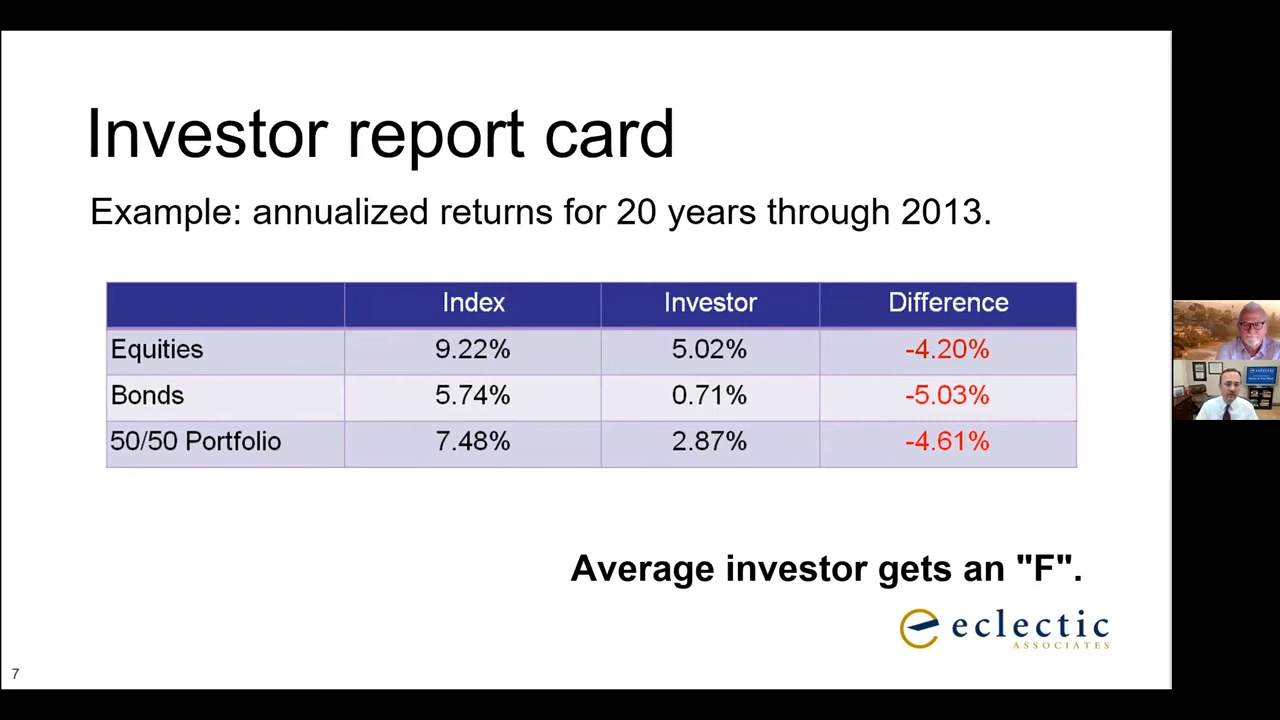 Investor report card
Example: annualized returns for 20 years through 2013.
Index Investor Difference
Equities 9.22% 5.02% -4.20%
Bonds 5.74% 0.71% -5.03%
50/50 Portfolio 7.48% 2.87% -4.61%
Average investor gets an "F".
eclectic
ASSOCIATES
7